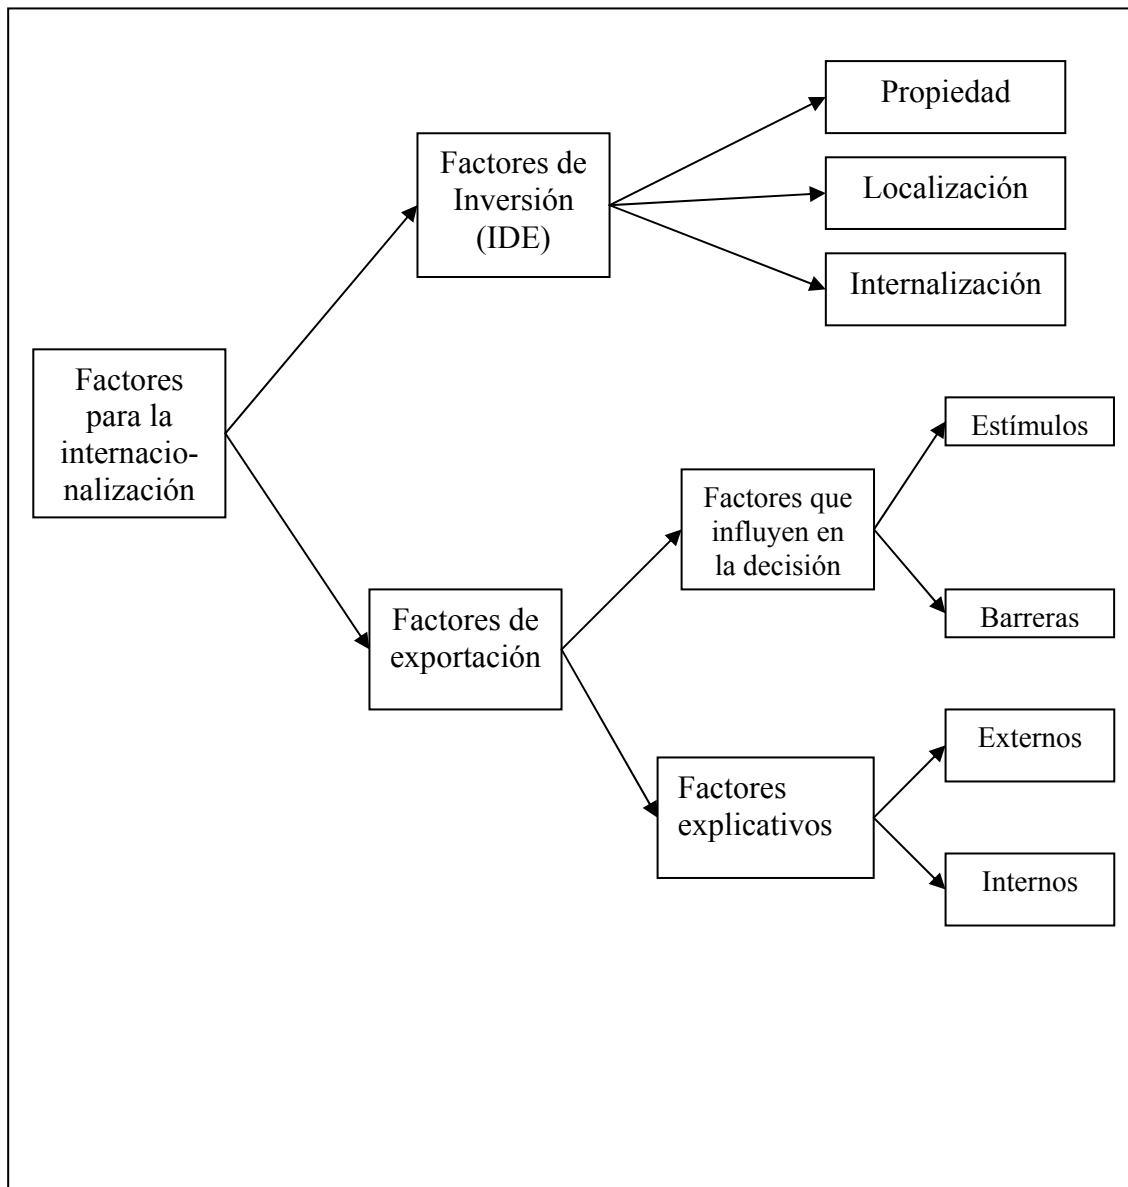 Propiedad
Factores de
Inversión
(IDE)
Localización
Internalización
Factores
para la
internacio-
nalización
Estímulos
Factores que
influyen en
la decisión
Factores de
exportación
Barreras
Externos
Factores
explicativos
Internos